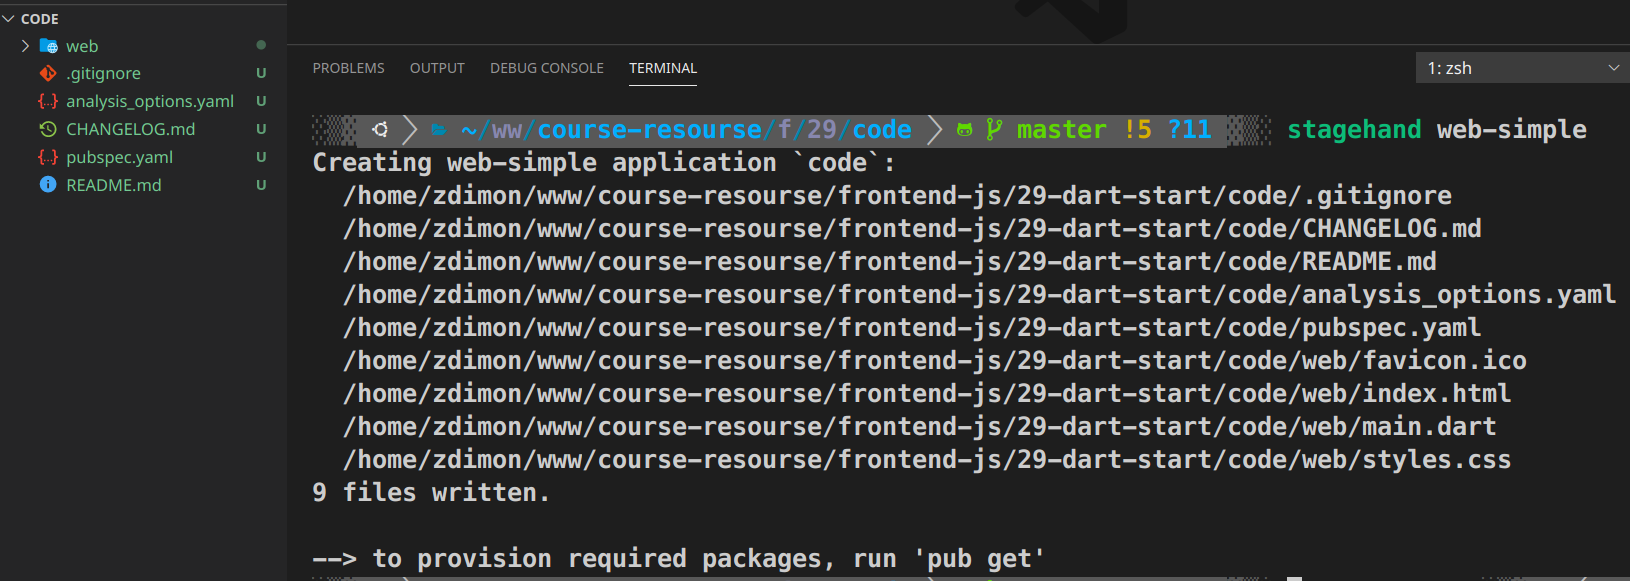 CODE
web
.gitignore U
analysis_options.yaml U
CHANGELOG.md U
pubspec.yaml U
README.md U
PROBLEMS OUTPUT DEBUG CONSOLE TERMINAL 1: zsh
~/ww/course-resourse/f/29/code master !5 ?11 stagehand web-simple
Creating web-simple application `code`:
/home/zdimon/www/course-resourse/frontend-js/29-dart-start/code/.gitignore
/home/zdimon/www/course-resourse/frontend-js/29-dart-start/code/CHANGELOG.md
/home/zdimon/www/course-resourse/frontend-js/29-dart-start/code/README.md
/home/zdimon/www/course-resourse/frontend-js/29-dart-start/code/analysis_options.yaml
/home/zdimon/www/course-resourse/frontend-js/29-dart-start/code/pubspec.yaml
/home/zdimon/www/course-resourse/frontend-js/29-dart-start/code/web/favicon.ico
/home/zdimon/www/course-resourse/frontend-js/29-dart-start/code/web/index.html
/home/zdimon/www/course-resourse/frontend-js/29-dart-start/code/web/main.dart
/home/zdimon/www/course-resourse/frontend-js/29-dart-start/code/web/styles.css
9 files written.
--> to provision required packages, run 'pub get'